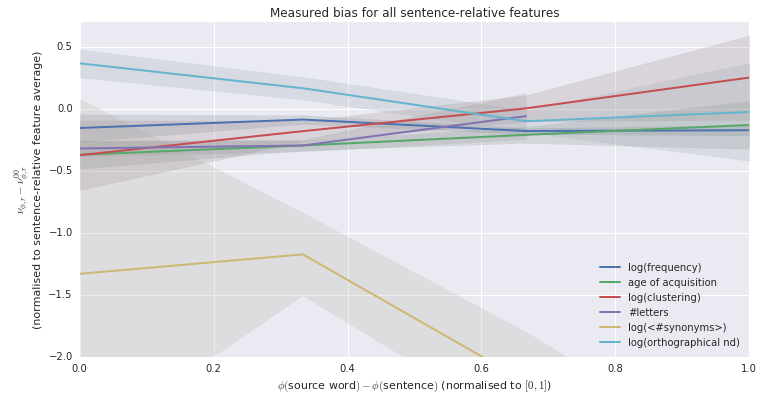 Measured bias for all sentence-relative features
0.5
0.0
−0.5
−1.0
−1.5
−2.0
ν_{ϕ,r} − ν^{00}_{ϕ,r}
(normalised to sentence-relative feature average)
log(frequency)
age of acquisition
log(clustering)
#letters
log(<#synonyms>)
log(orthographical nd)
0.0 0.2 0.4 0.6 0.8 1.0
ϕ(source word) − ϕ(sentence) (normalised to [0, 1])